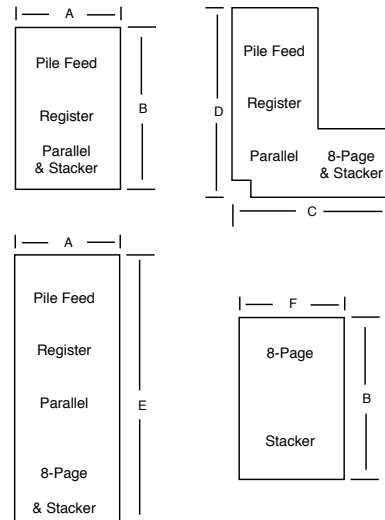 A
Pile Feed
Register
Parallel
& Stacker
B
Pile Feed
Register
Parallel
8-Page
& Stacker
D
C
A
Pile Feed
Register
Parallel
8-Page
& Stacker
E
F
8-Page
Stacker
B